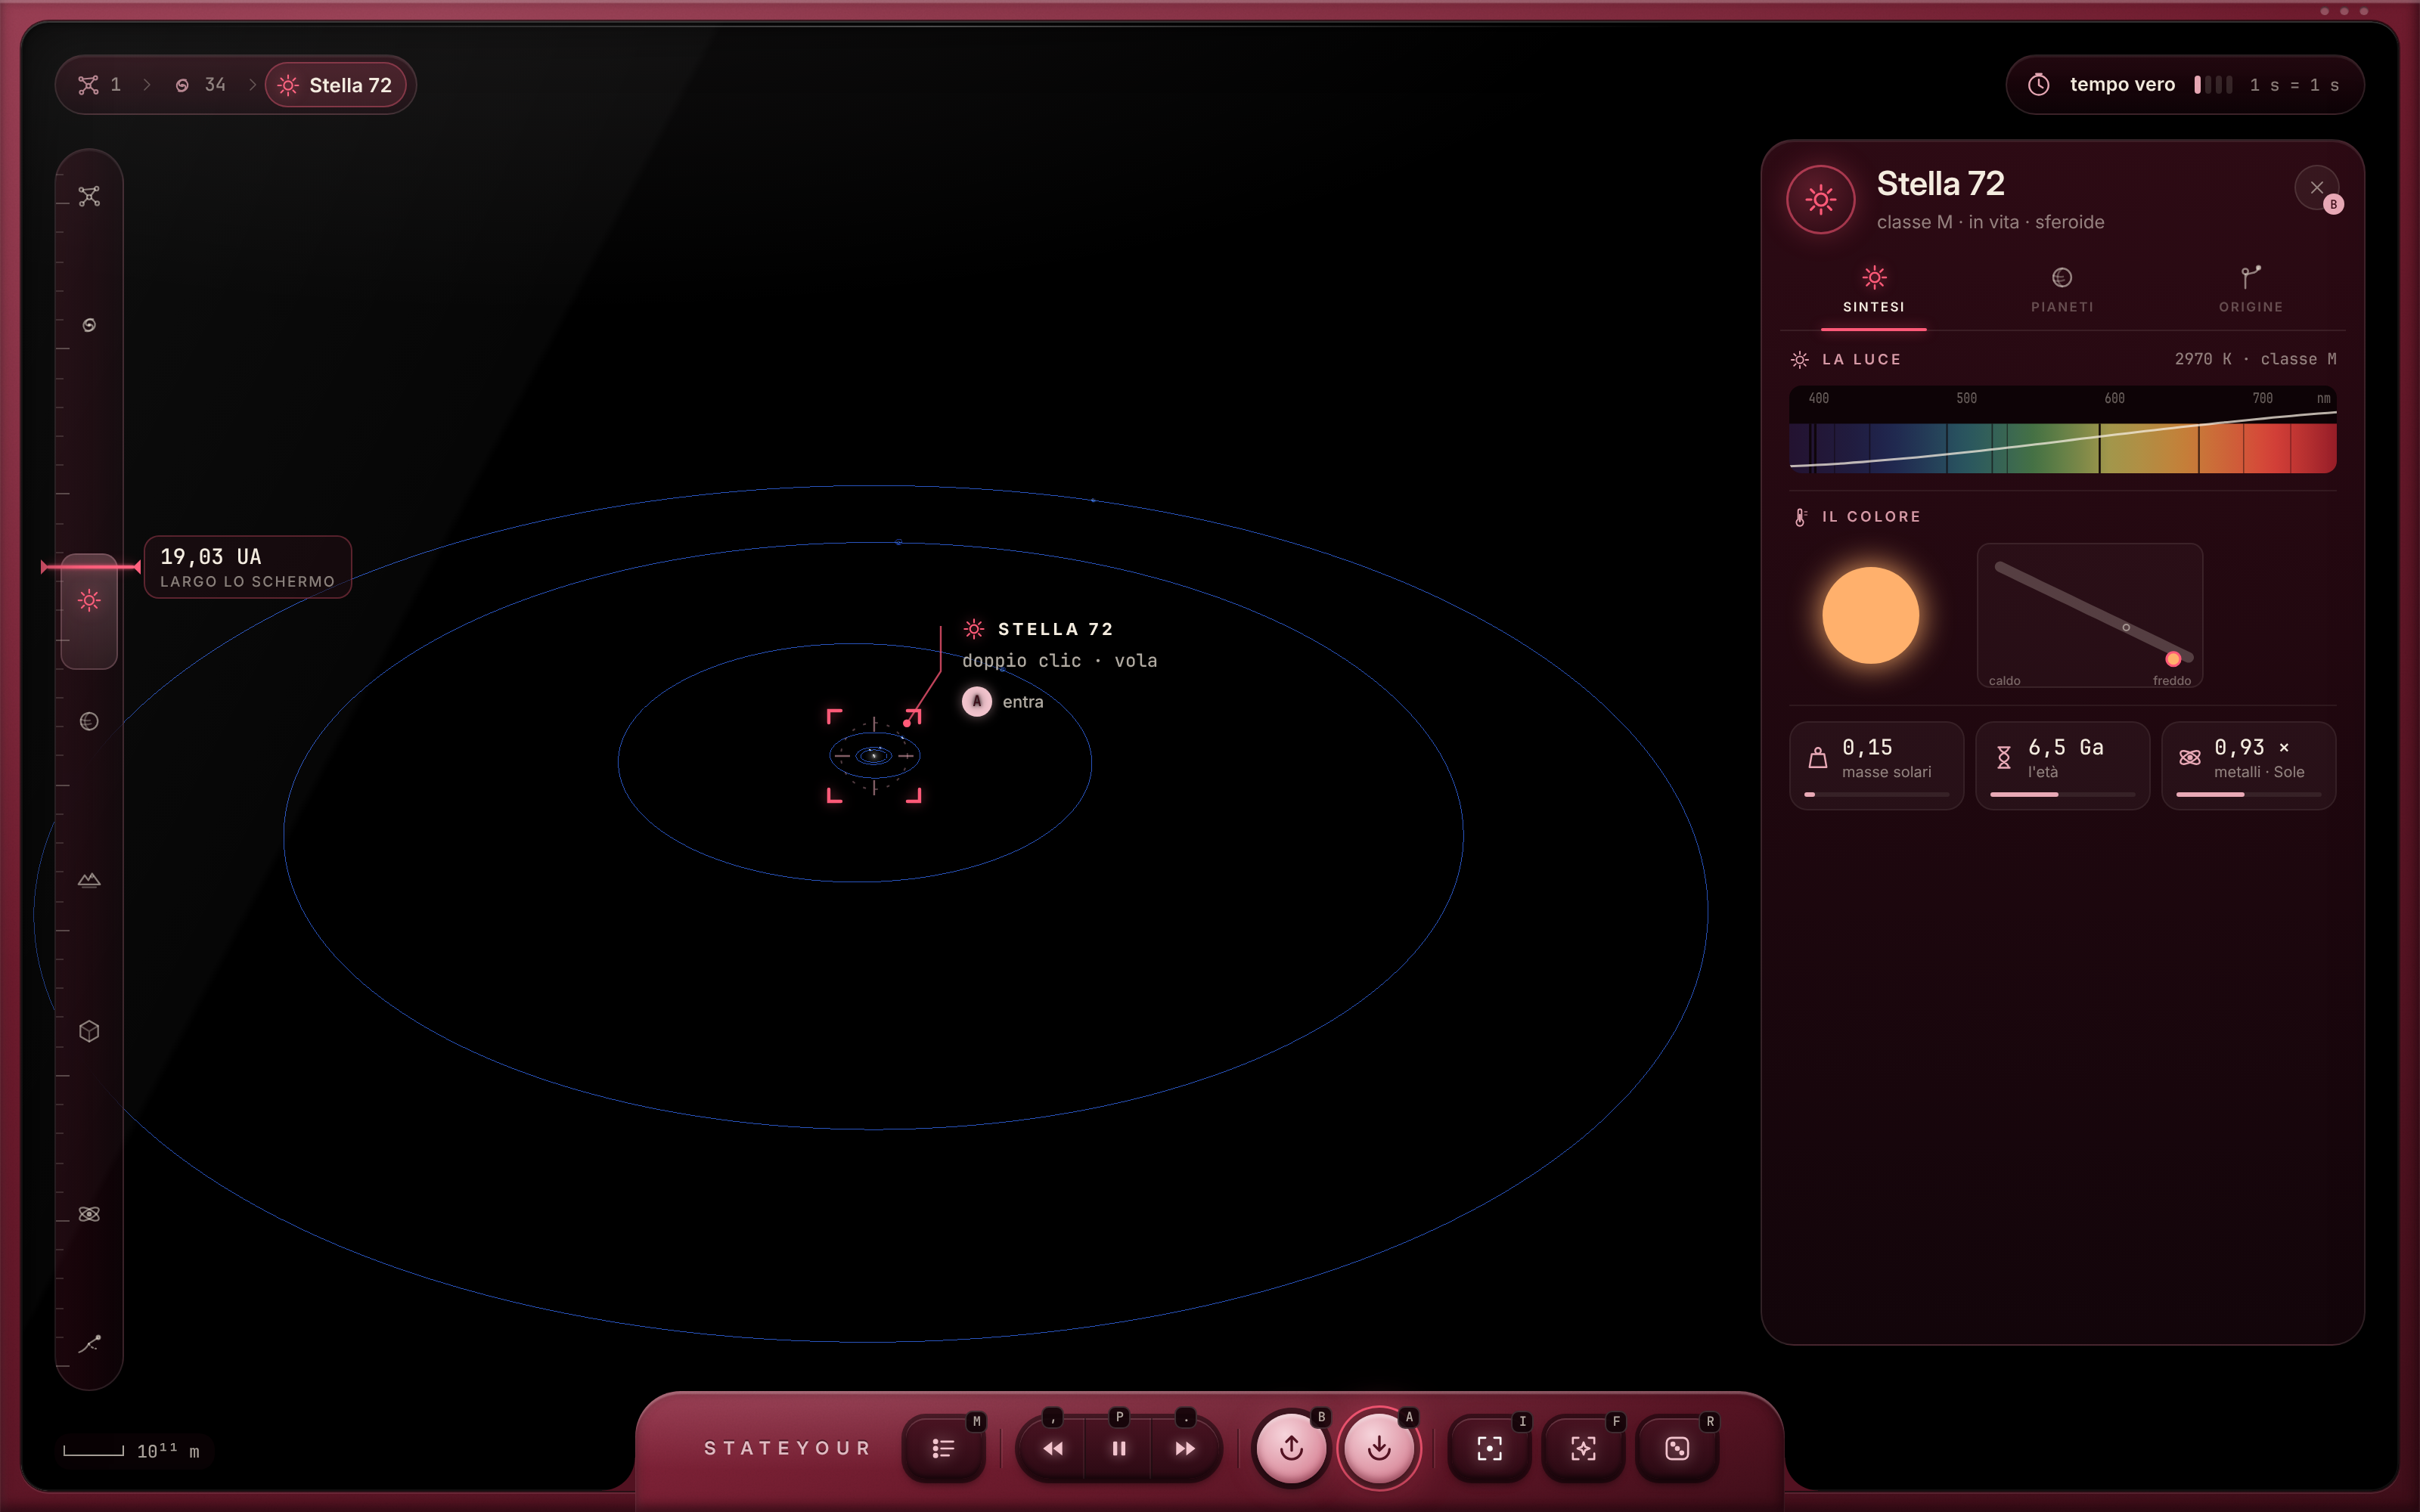 1
34
Stella 72
tempo vero
1 s = 1 s
Stella 72
classe M · in vita · sferoide
B
SINTESI
PIANETI
ORIGINE
LA LUCE
2970 K · classe M
400 500 600 700 nm
IL COLORE
caldo
freddo
0,15
masse solari
6,5 Ga
l'età
0,93 ×
metalli · Sole
19,03 UA
LARGO LO SCHERMO
STELLA 72
doppio clic · vola
A entra
10¹¹ m
STATEYOUR
M
,
P
.
B
A
I
F
R